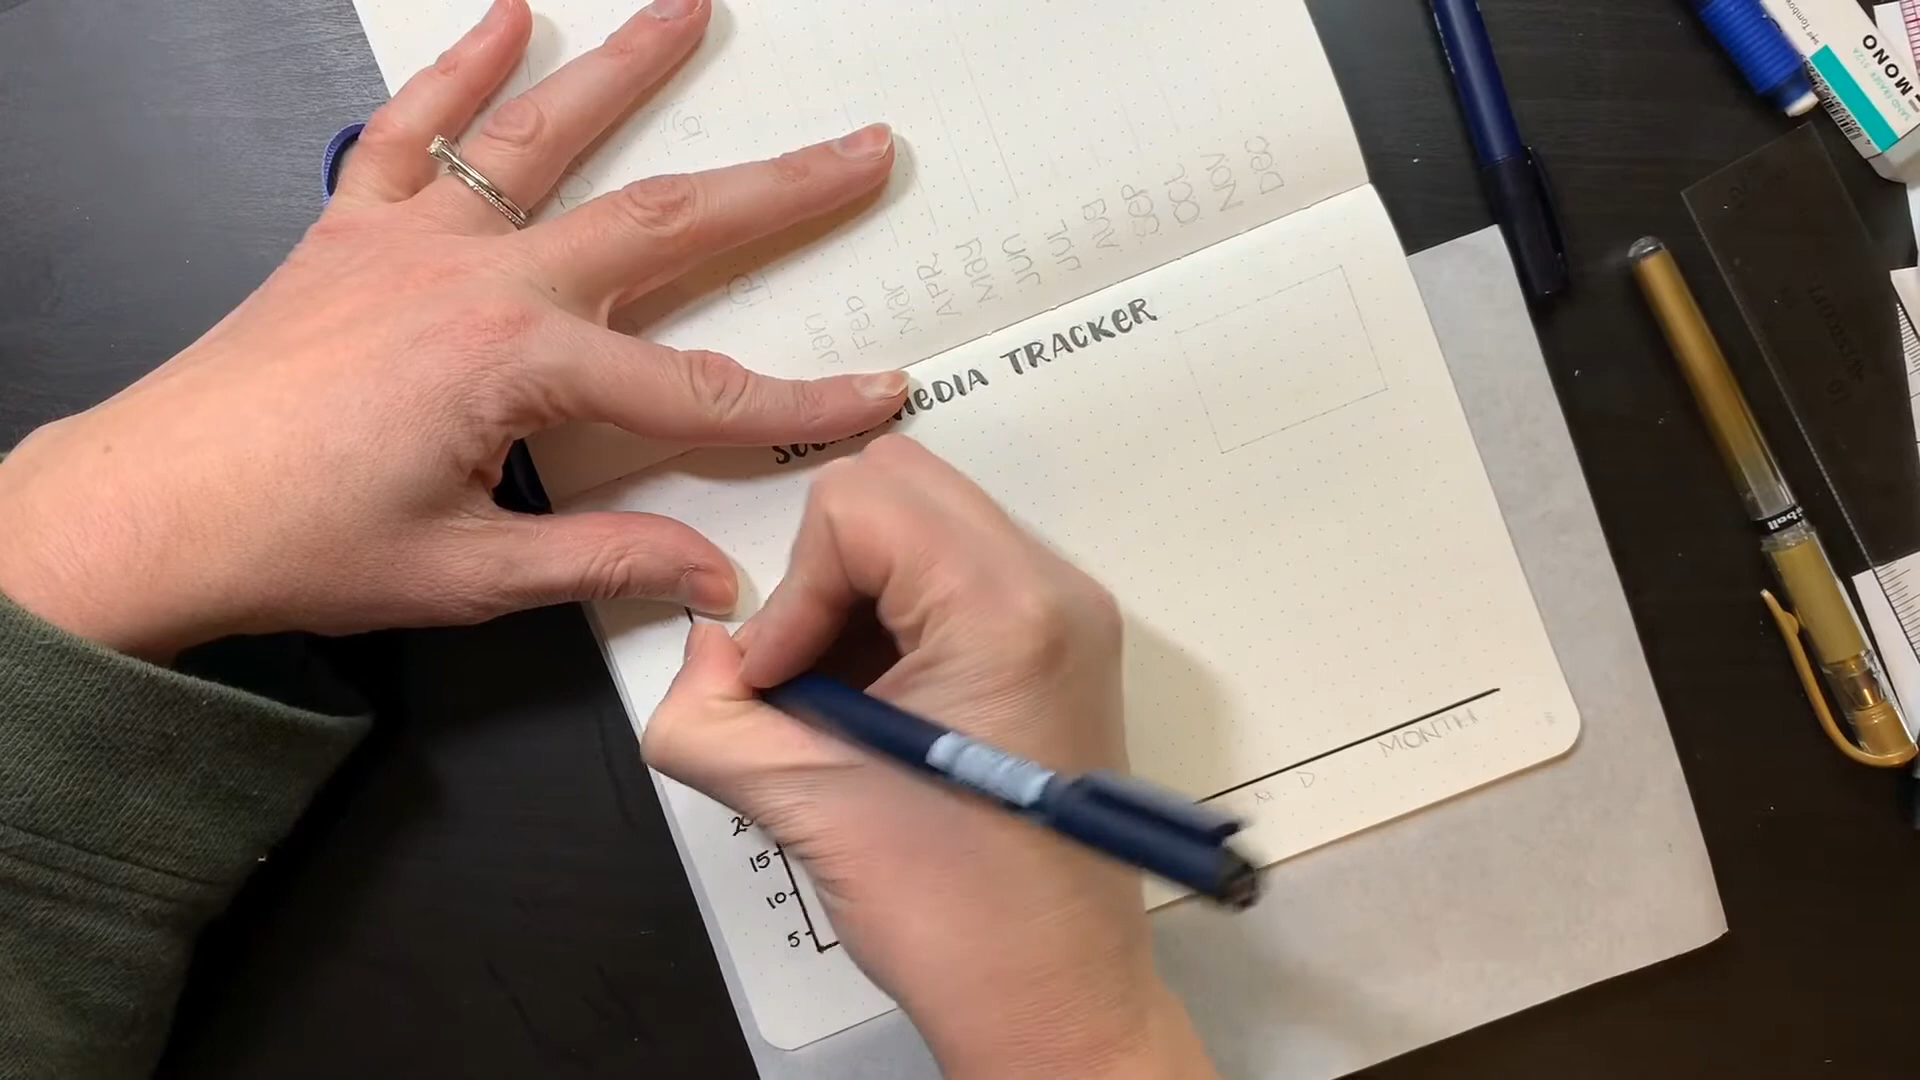 Jan
Feb
Mar
APR
May
JUN
JUL
AUG
SEP
OCT
NOV
Dec
MEDIA TRACKER
20
15
10
5
MONTH
MONO